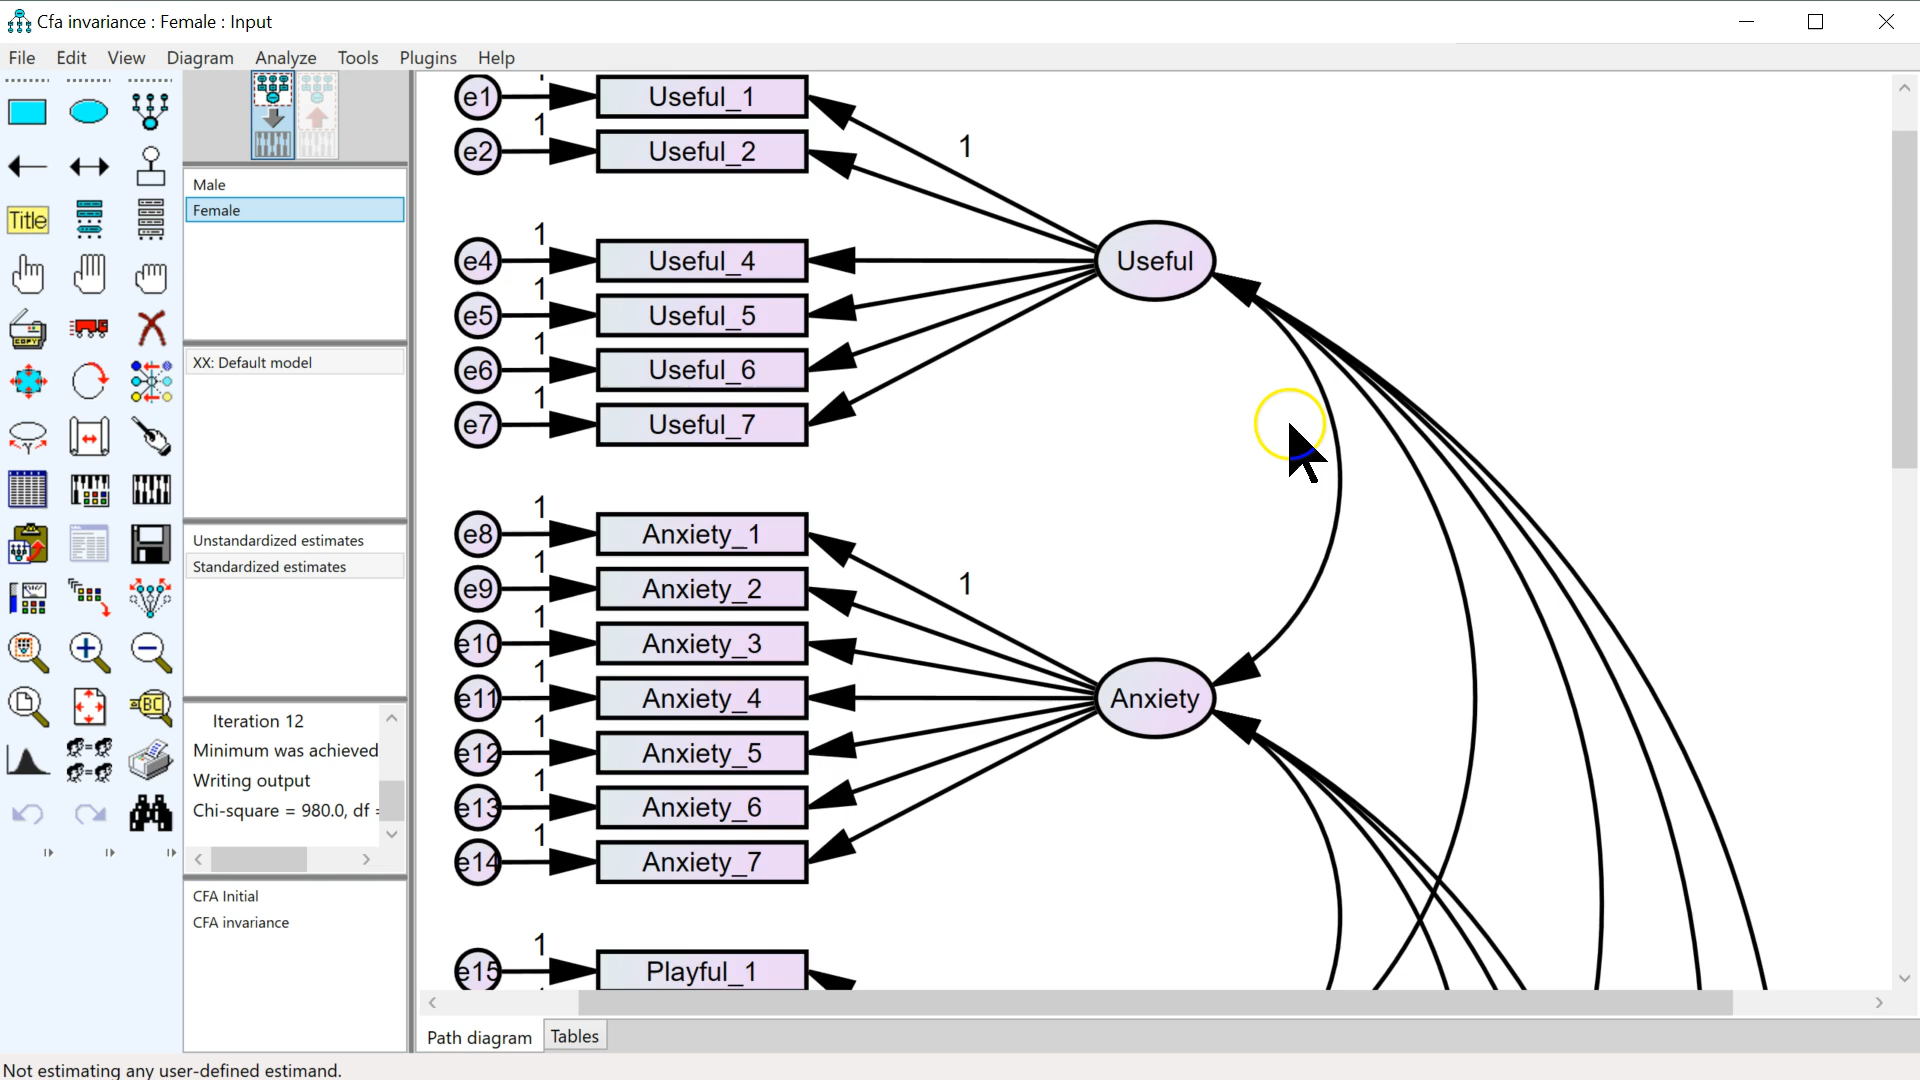 Cfa invariance : Female : Input
File Edit View Diagram Analyze Tools Plugins Help
Title
COPY
BC
Male
Female
XX: Default model
Unstandardized estimates
Standardized estimates
Iteration 12
Minimum was achieved
Writing output
Chi-square = 980.0, df =
CFA Initial
CFA invariance
e1 1 Useful_1
e2 1 Useful_2
1
e4 1 Useful_4
Useful
e5 1 Useful_5
e6 1 Useful_6
e7 1 Useful_7
e8 1 Anxiety_1
e9 1 Anxiety_2
1
e10 1 Anxiety_3
e11 1 Anxiety_4
Anxiety
e12 1 Anxiety_5
e13 1 Anxiety_6
e14 1 Anxiety_7
e15 1 Playful_1
Path diagram Tables
Not estimating any user-defined estimand.